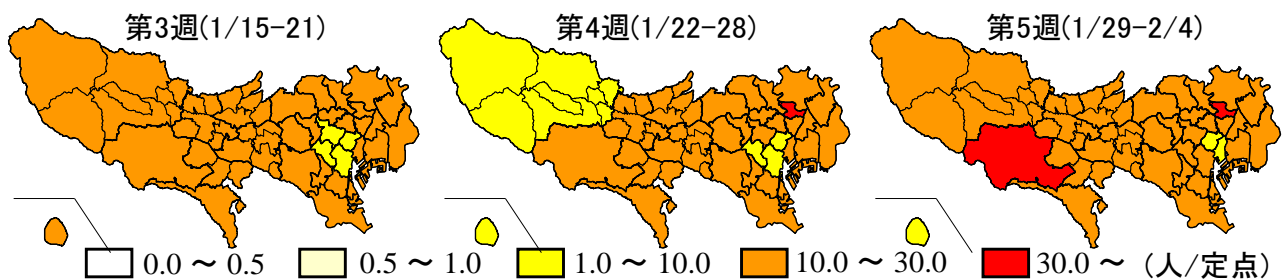 第3週(1/15-21) 第4週(1/22-28) 第5週(1/29-2/4)
0.0 ～ 0.5 0.5 ～ 1.0 1.0 ～ 10.0 10.0 ～ 30.0 30.0 ～ (人/定点)